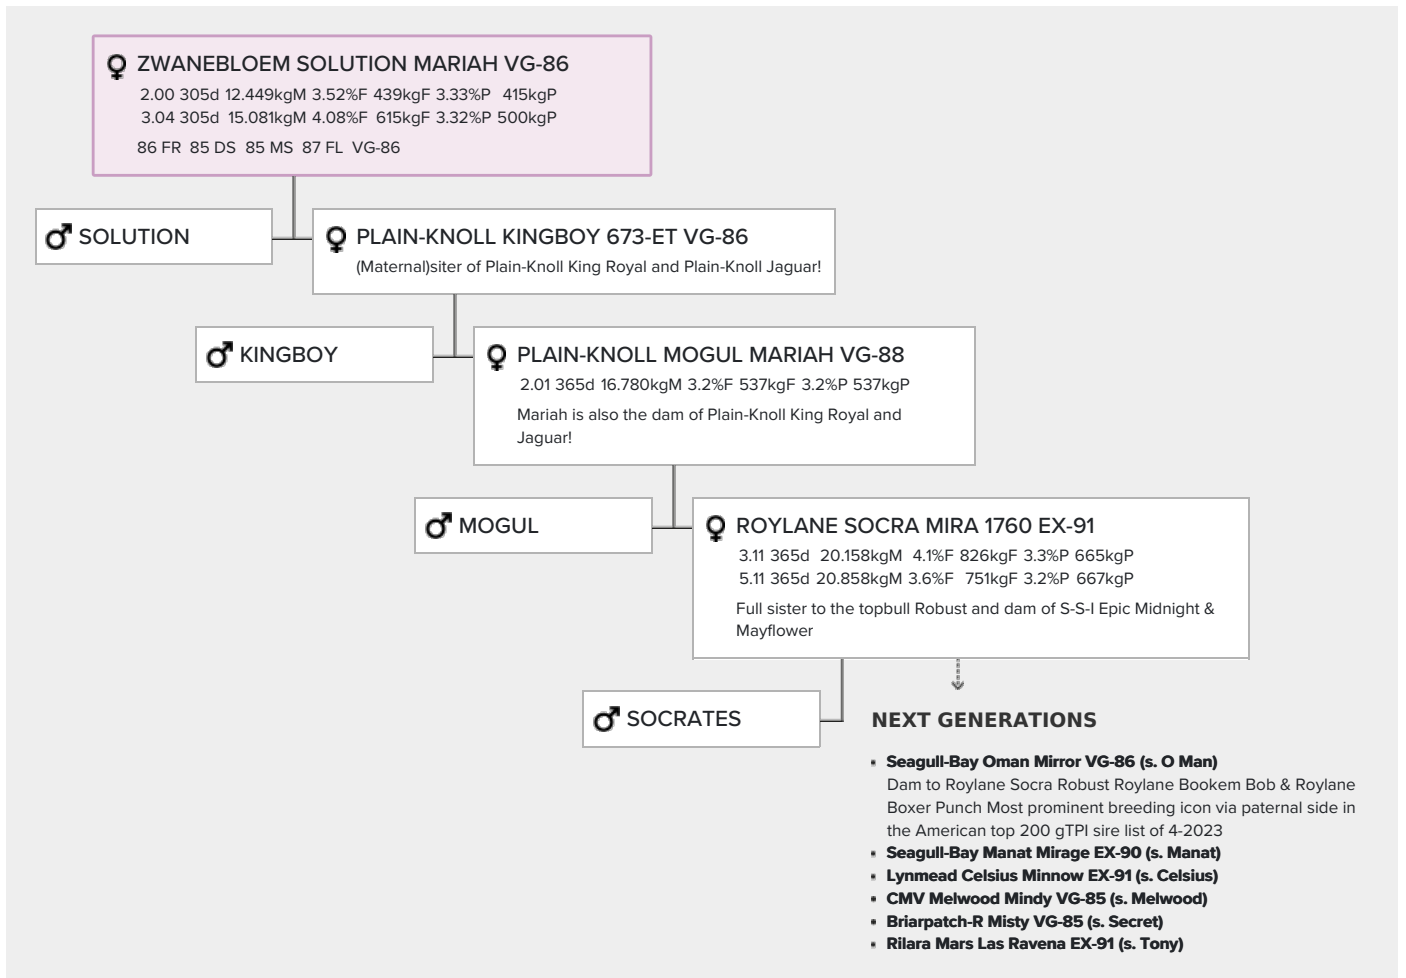 ZWANEBLOEM SOLUTION MARIAH VG-86
2.00 305d 12.449kgM 3.52%F 439kgF 3.33%P 415kgP
3.04 305d 15.081kgM 4.08%F 615kgF 3.32%P 500kgP
86 FR 85 DS 85 MS 87 FL VG-86
SOLUTION
PLAIN-KNOLL KINGBOY 673-ET VG-86
(Maternal)siter of Plain-Knoll King Royal and Plain-Knoll Jaguar!
KINGBOY
PLAIN-KNOLL MOGUL MARIAH VG-88
2.01 365d 16.780kgM 3.2%F 537kgF 3.2%P 537kgP
Mariah is also the dam of Plain-Knoll King Royal and
Jaguar!
MOGUL
ROYLANE SOCRA MIRA 1760 EX-91
3.11 365d 20.158kgM 4.1%F 826kgF 3.3%P 665kgP
5.11 365d 20.858kgM 3.6%F 751kgF 3.2%P 667kgP
Full sister to the topbull Robust and dam of S-S-I Epic Midnight &
Mayflower
SOCRATES
NEXT GENERATIONS
Seagull-Bay Oman Mirror VG-86 (s. O Man)
Dam to Roylane Socra Robust Roylane Bookem Bob & Roylane
Boxer Punch Most prominent breeding icon via paternal side in
the American top 200 gTPI sire list of 4-2023
Seagull-Bay Manat Mirage EX-90 (s. Manat)
Lynmead Celsius Minnow EX-91 (s. Celsius)
CMV Melwood Mindy VG-85 (s. Melwood)
Briarpatch-R Misty VG-85 (s. Secret)
Rilara Mars Las Ravena EX-91 (s. Tony)